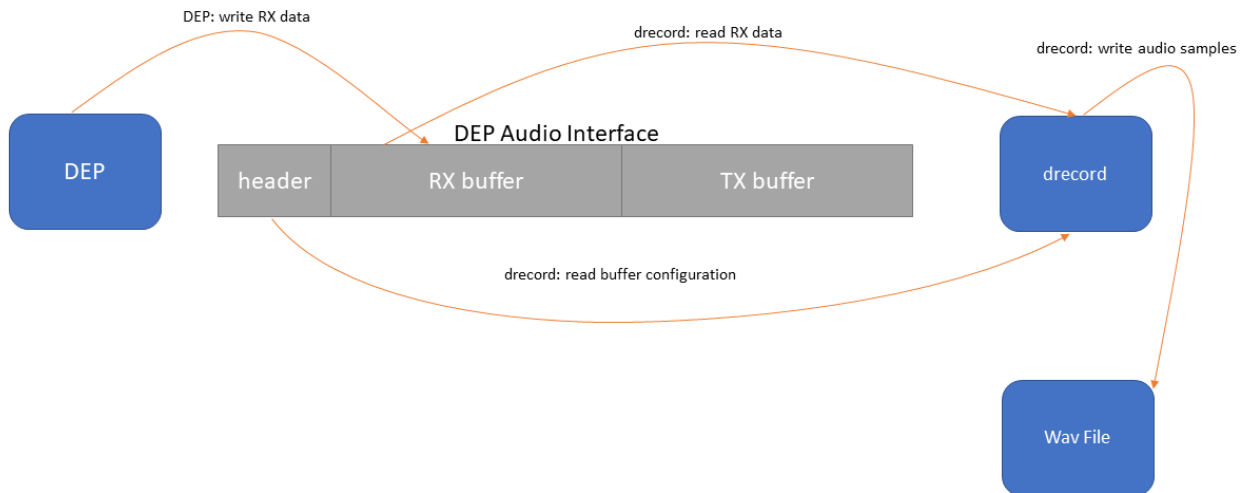 DEP: write RX data
drecord: read RX data
drecord: write audio samples
DEP
DEP Audio Interface
header
RX buffer
TX buffer
drecord
drecord: read buffer configuration
Wav File